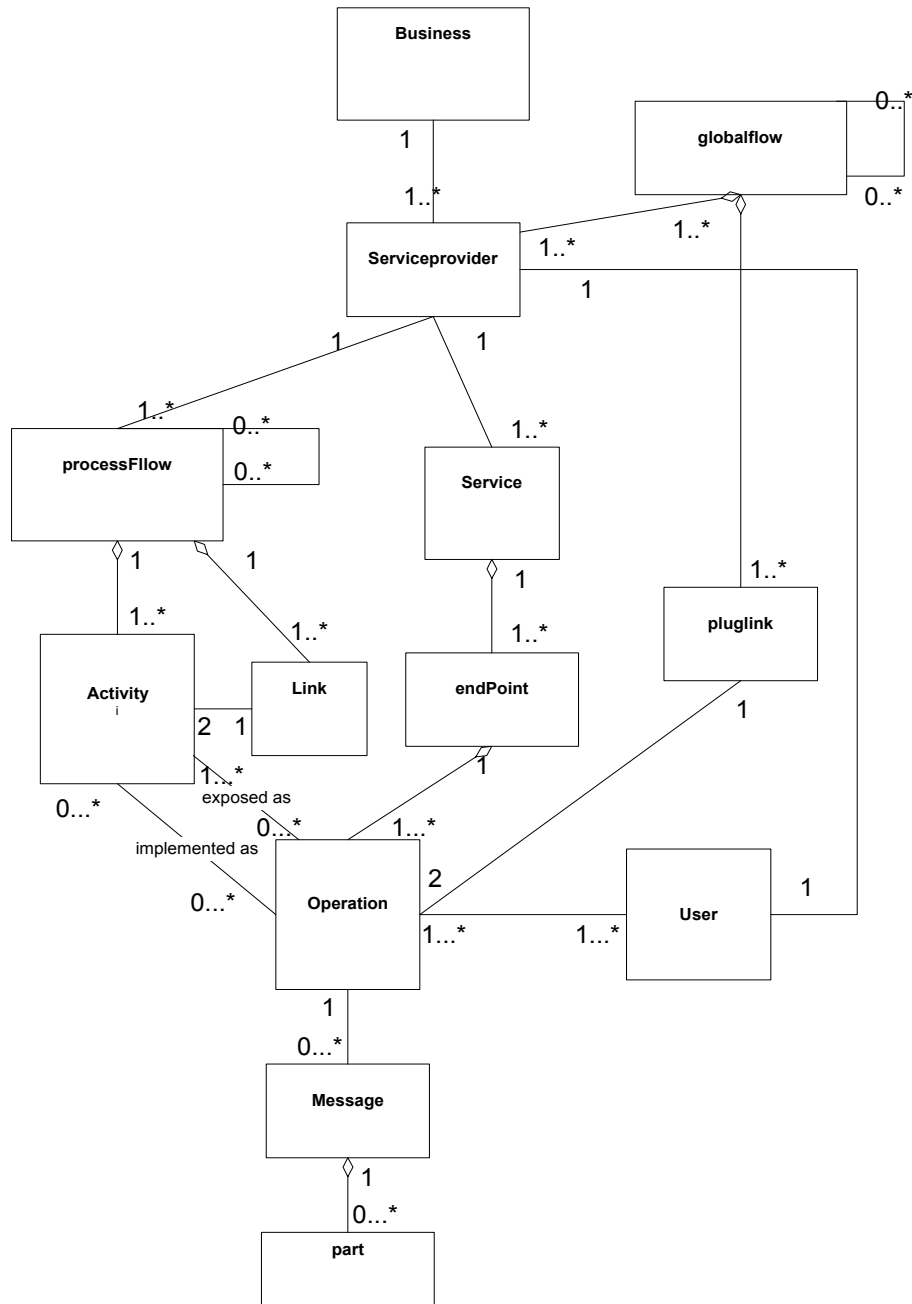 Business
0..*
1
globalflow
1..*
0..*
1..*
1..*
Serviceprovider
1
1
1
1..*
0..*
1..*
processFllow
0..*
Service
1
1
1
1..*
1..*
1..*
1..*
pluglink
Activity
i
Link
endPoint
2
1
1
1
1...*
exposed as
0...*
0...*
1...*
implemented as
2
1
0...*
Operation
User
1...*
1...*
1
0...*
Message
1
0...*
part